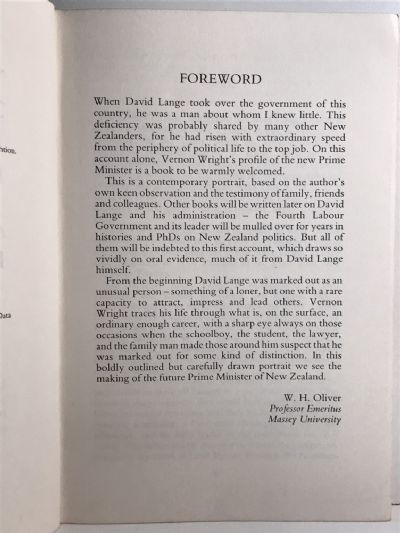 FOREWORD
When David Lange took over the government of this
country, he was a man about whom I knew little. This
deficiency was probably shared by many other New
Zealanders, for he had risen with extraordinary speed
from the periphery of political life to the top job. On this
account alone, Vernon Wright's profile of the new Prime
Minister is a book to be warmly welcomed.
This is a contemporary portrait, based on the author's
own keen observation and the testimony of family, friends
and colleagues. Other books will be written later on David
Lange and his administration – the Fourth Labour
Government and its leader will be mulled over for years in
histories and PhDs on New Zealand politics. But all of
them will be indebted to this first account, which draws so
vividly on oral evidence, much of it from David Lange
himself.
From the beginning David Lange was marked out as an
unusual person – something of a loner, but one with a rare
capacity to attract, impress and lead others. Vernon
Wright traces his life through what is, on the surface, an
ordinary enough career, with a sharp eye always on those
occasions when the schoolboy, the student, the lawyer,
and the family man made those around him suspect that he
was marked out for some kind of distinction. In this
boldly outlined but carefully drawn portrait we see the
making of the future Prime Minister of New Zealand.
W. H. Oliver
Professor Emeritus
Massey University